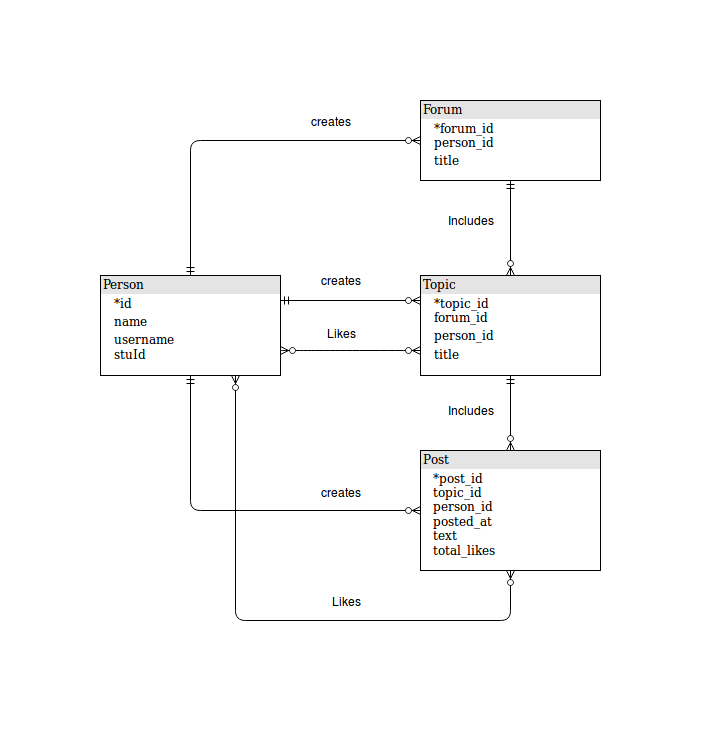 creates
Forum
*forum_id
person_id
title
Includes
Person
*id
name
username
stuId
creates
Likes
Topic
*topic_id
forum_id
person_id
title
Includes
creates
Post
*post_id
topic_id
person_id
posted_at
text
total_likes
Likes